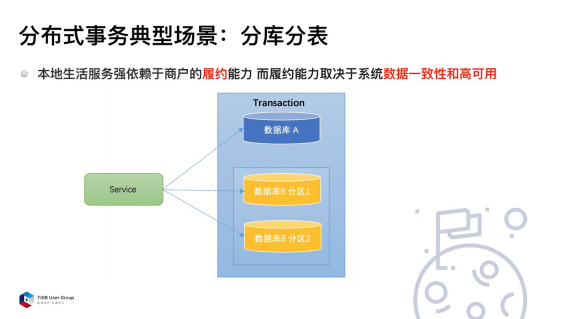 分布式事务典型场景：分库分表
本地生活服务强依赖于商户的履约能力 而履约能力取决于系统数据一致性和高可用
Transaction
数据库 A
Service
数据库B 分区1
数据库B 分区2
TiDB User Group